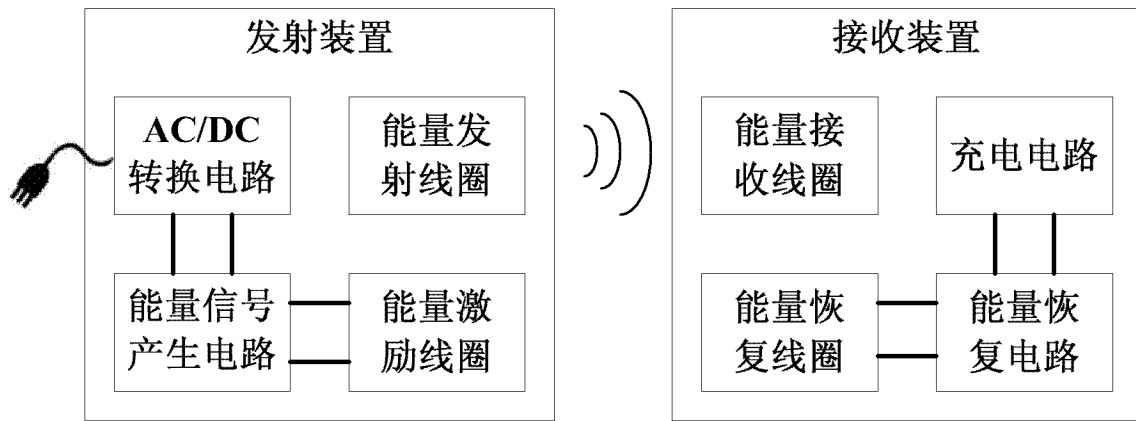 发射装置
AC/DC
转换电路
能量发
射线圈
能量信号
产生电路
能量激
励线圈
接收装置
能量接
收线圈
充电电路
能量恢
复线圈
能量恢
复电路